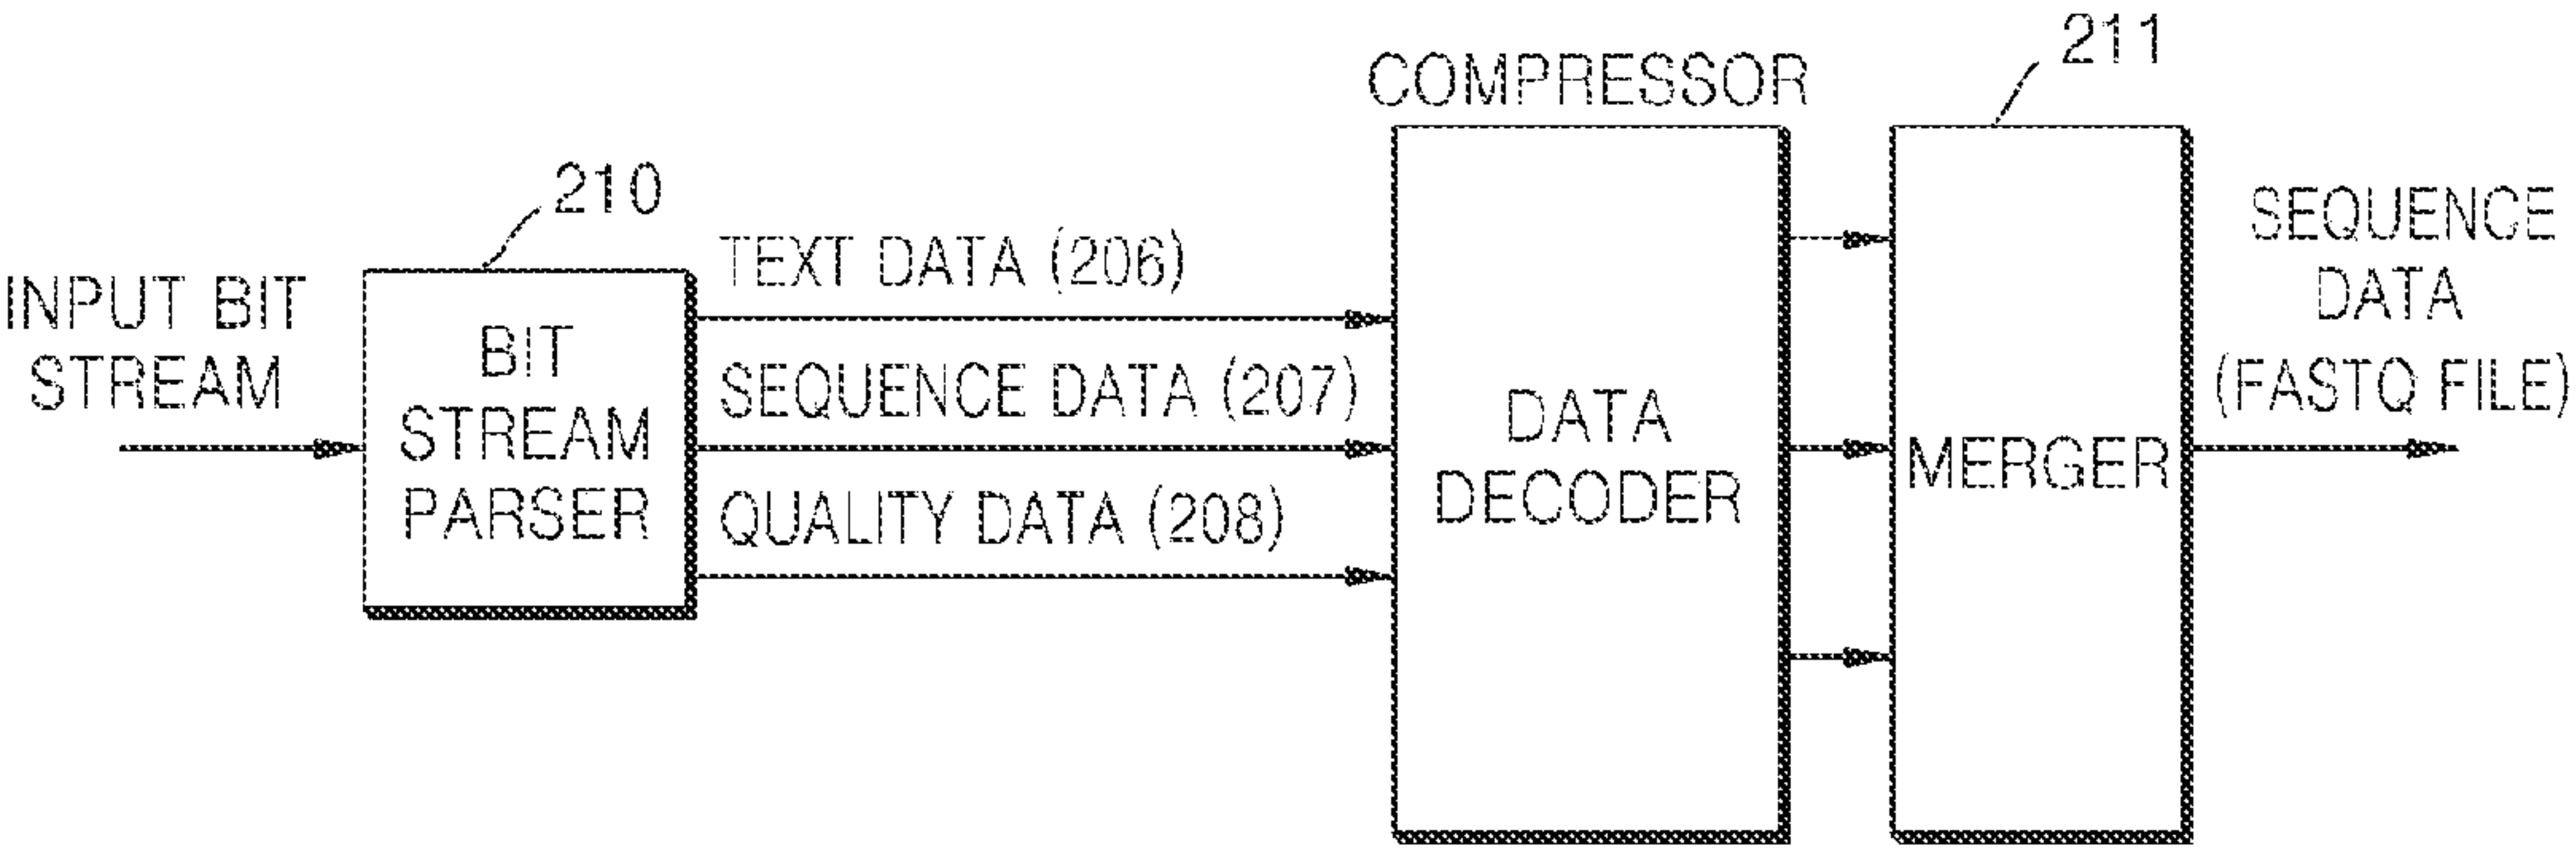 211
COMPRESSOR
210
INPUT BIT
STREAM
BIT
STREAM
PARSER
TEXT DATA (206)
SEQUENCE DATA (207)
QUALITY DATA (208)
DATA
DECODER
MERGER
SEQUENCE
DATA
(FASTQ FILE)